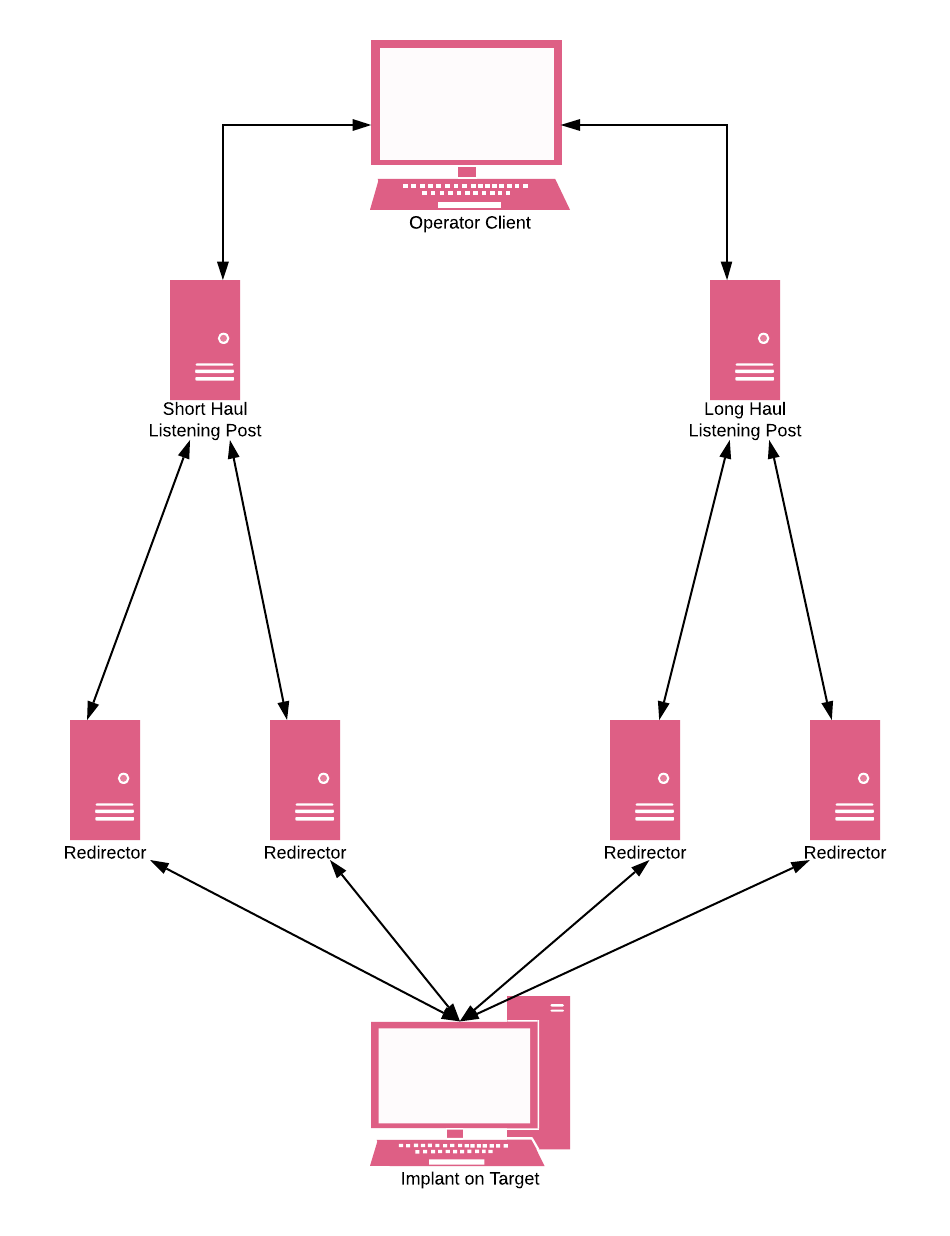 Operator Client
Short Haul
Listening Post
Long Haul
Listening Post
Redirector
Redirector
Redirector
Redirector
Implant on Target